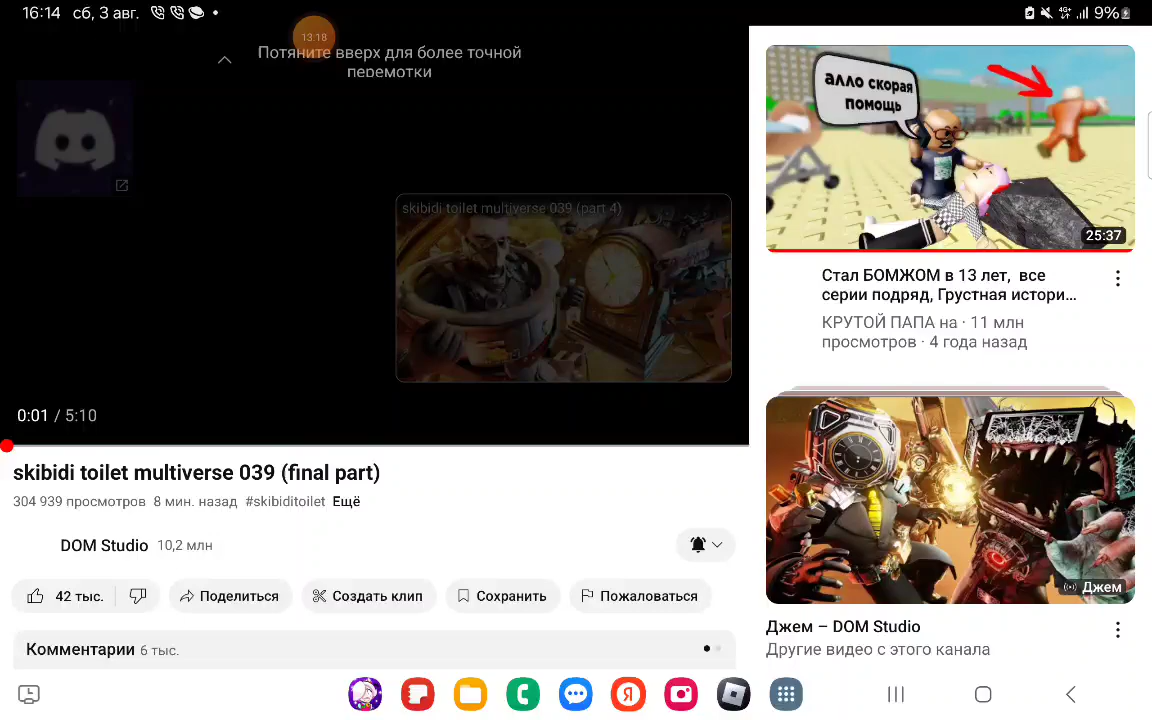 16:14 сб, 3 авг.
4G+ 9%
13:18
Потяните вверх для более точной
перемотки
skibidi toilet multiverse 039 (part 4)
0:01 / 5:10
skibidi toilet multiverse 039 (final part)
304 939 просмотров 8 мин. назад #skibiditoilet Ещё
DOM Studio 10,2 млн
42 тыс. Поделиться Создать клип Сохранить Пожаловаться
Комментарии 6 тыс.
алло скорая
помощь
25:37
Стал БОМЖОМ в 13 лет, все
серии подряд, Грустная истори...
КРУТОЙ ПАПА на · 11 млн
просмотров · 4 года назад
Джем
Джем – DOM Studio
Другие видео с этого канала
Я